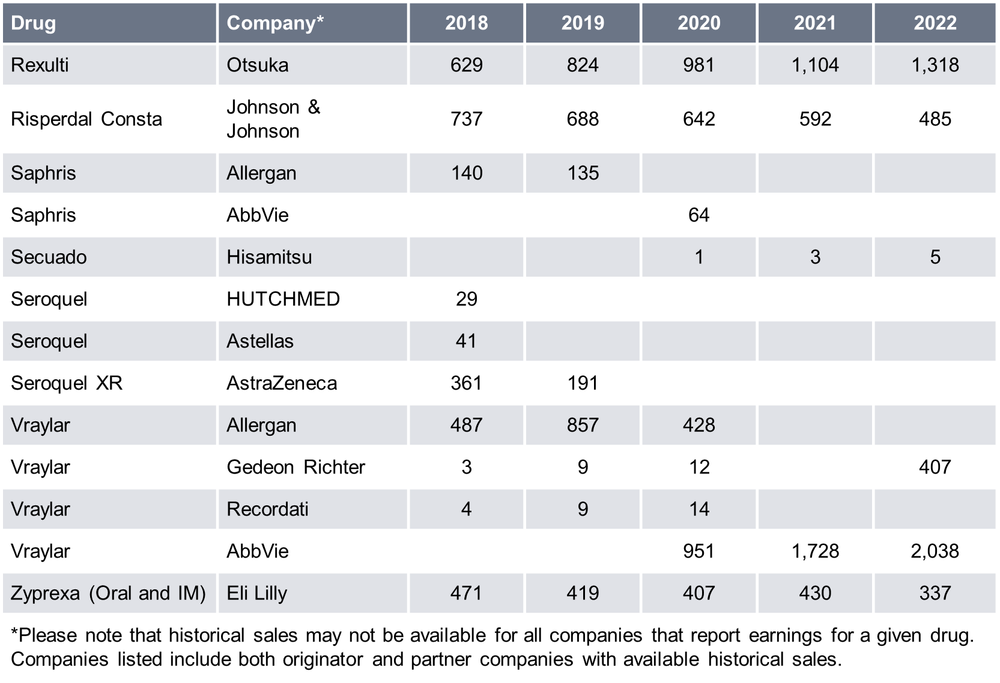 Drug Company* 2018 2019 2020 2021 2022
Rexulti Otsuka 629 824 981 1,104 1,318
Risperdal Consta Johnson & Johnson 737 688 642 592 485
Saphris Allergan 140 135
Saphris AbbVie 64
Secuado Hisamitsu 1 3 5
Seroquel HUTCHMED 29
Seroquel Astellas 41
Seroquel XR AstraZeneca 361 191
Vraylar Allergan 487 857 428
Vraylar Gedeon Richter 3 9 12 407
Vraylar Recordati 4 9 14
Vraylar AbbVie 951 1,728 2,038
Zyprexa (Oral and IM) Eli Lilly 471 419 407 430 337
*Please note that historical sales may not be available for all companies that report earnings for a given drug.
Companies listed include both originator and partner companies with available historical sales.